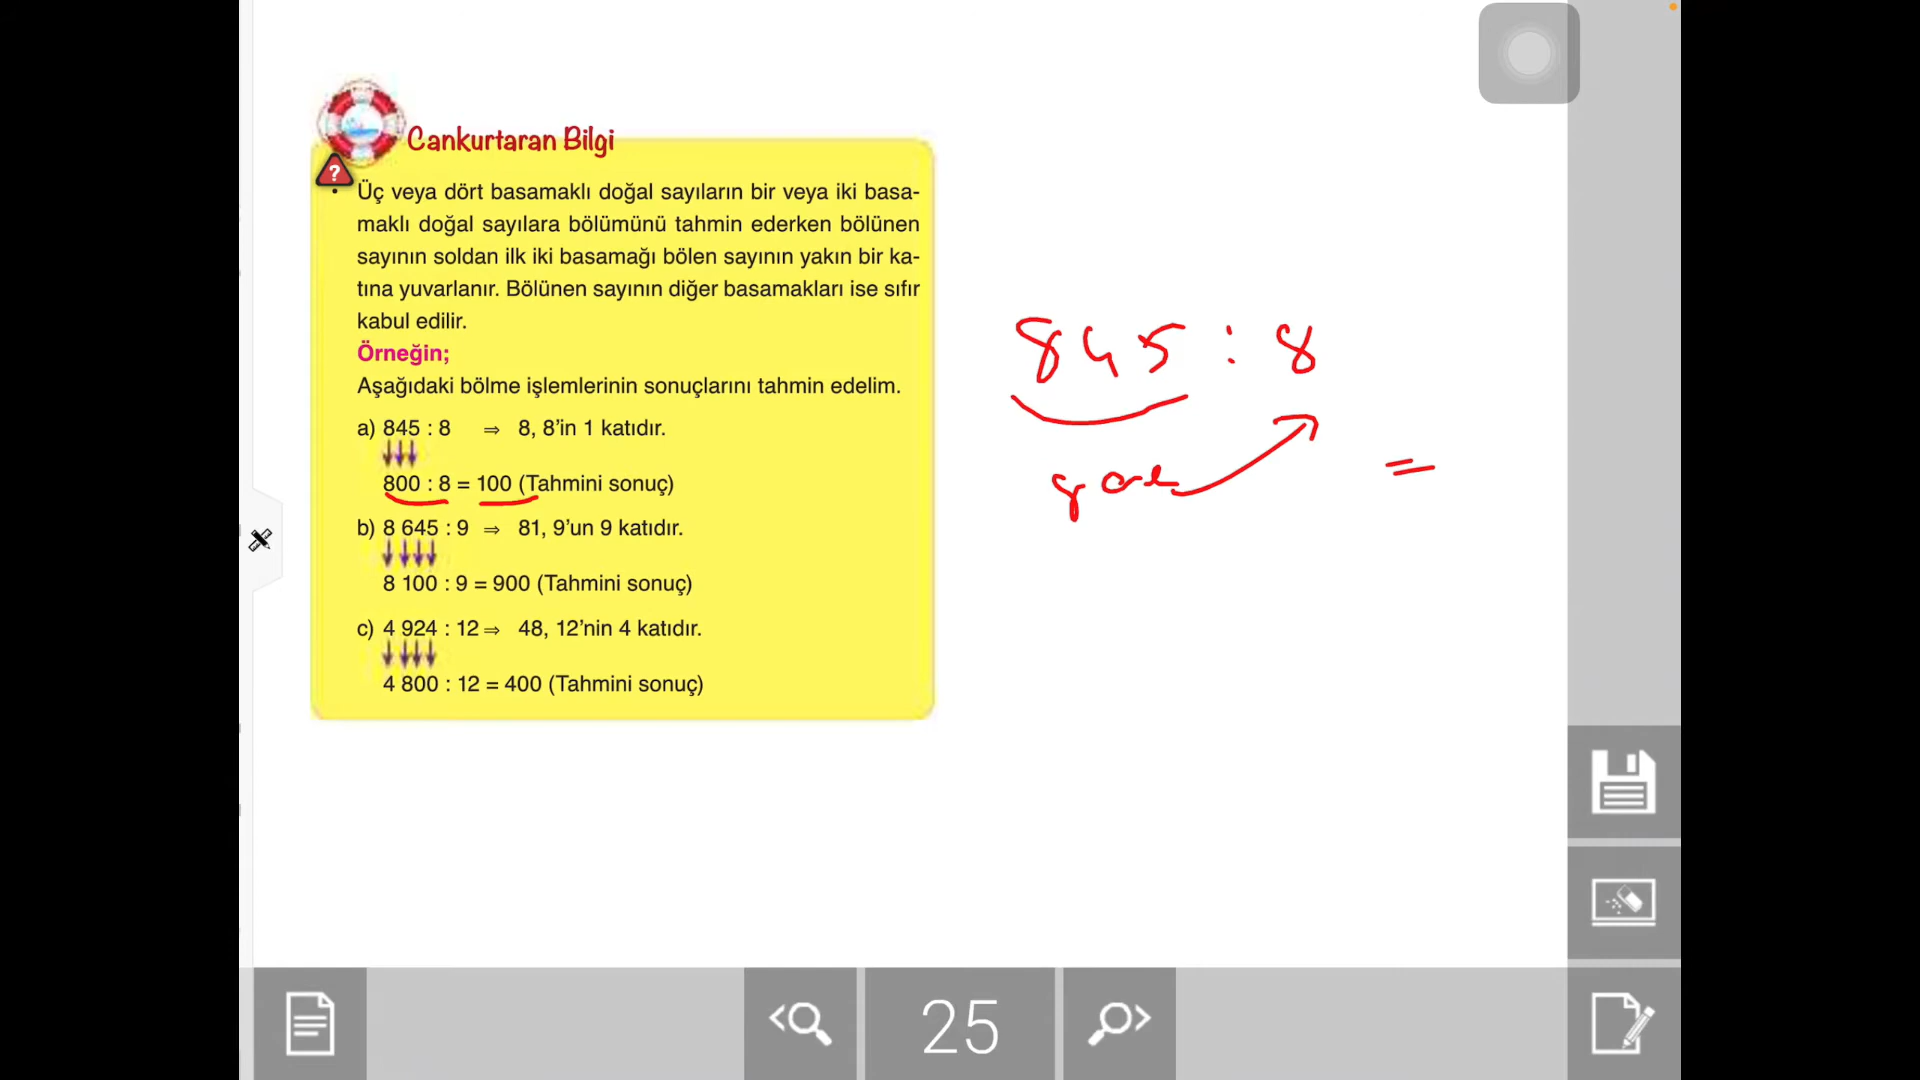 Cankurtaran Bilgi
?
• Üç veya dört basamaklı doğal sayıların bir veya iki basa-
maklı doğal sayılara bölümünü tahmin ederken bölünen
sayının soldan ilk iki basamağı bölen sayının yakın bir ka-
tına yuvarlanır. Bölünen sayının diğer basamakları ise sıfır
kabul edilir.
Örneğin;
Aşağıdaki bölme işlemlerinin sonuçlarını tahmin edelim.
a) 845 : 8 ⇒ 8, 8’in 1 katıdır.
800 : 8 = 100 (Tahmini sonuç)
b) 8 645 : 9 ⇒ 81, 9’un 9 katıdır.
8 100 : 9 = 900 (Tahmini sonuç)
c) 4 924 : 12 ⇒ 48, 12’nin 4 katıdır.
4 800 : 12 = 400 (Tahmini sonuç)
845 : 8
=
25